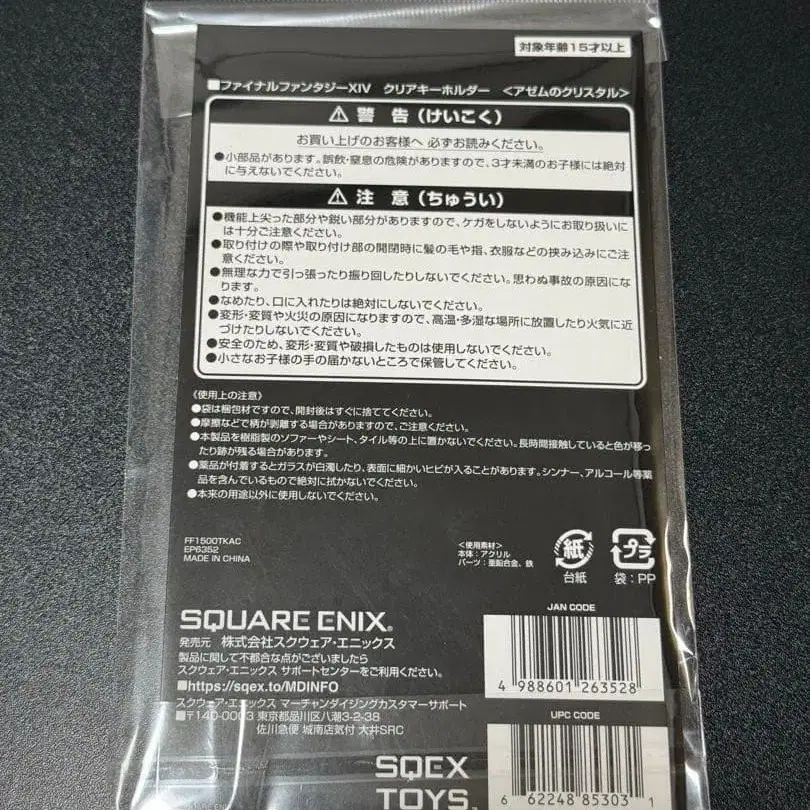 対象年齢15才以上
■ファイナルファンタジーXIV クリアキーホルダー <アゼムのクリスタル>
⚠ 警 告(けいこく)
お買い上げのお客様へ 必ずお読みください。
●小部品があります。誤飲・窒息の危険がありますので、3才未満のお子様には絶対
に与えないでください。
⚠ 注 意(ちゅうい)
●機能上尖った部分や鋭い部分がありますので、ケガをしないようにお取り扱いに
は十分ご注意ください。
●取り付けの際や取り付け部の開閉時に髪の毛や指、衣服などの挟み込みにご注
意ください。
●無理な力で引っ張ったり振り回したりしないでください。思わぬ事故の原因にな
ります。
●なめたり、口に入れたりは絶対にしないでください。
●変形・変質や火災の原因になりますので、高温・多湿な場所に放置したり火気に近
づけたりしないでください。
●安全のため、変形・変質や破損したものは使用しないでください。
●小さなお子様の手の届かないところで保管してください。
《使用上の注意》
●袋は梱包材ですので、開封後はすぐに捨ててください。
●摩擦などで柄が剥離する場合がありますので、ご注意ください。
●本製品を樹脂製のソファーやシート、タイル等の上に置かないでください。長時間接触していると色が移っ
たり跡が残る場合があります。
●薬品が付着するとガラスが白濁したり、表面に細かいヒビが入ることがあります。シンナー、アルコール等薬
品を含んでいるもので絶対に拭かないでください。
●本来の用途以外に使用しないでください。
FF1500TKAC
EP6352
MADE IN CHINA
<使用素材>
本体:アクリル
パーツ:亜鉛合金、鉄
紙
台紙
プラ
袋:PP
SQUARE ENIX®
発売元 株式会社スクウェア・エニックス
製品に関して不都合な点がございましたら
スクウェア・エニックス サポートセンターをご利用ください。
■https://sqex.to/MDINFO
スクウェア・エニックス マーチャンダイジングカスタマーサポート
■〒140-0003 東京都品川区八潮3-2-38
佐川急便 城南店気付 大井SRC
JAN CODE
4 988601 263528
UPC CODE
6 62248 85303 1
SQEX
TOYS™